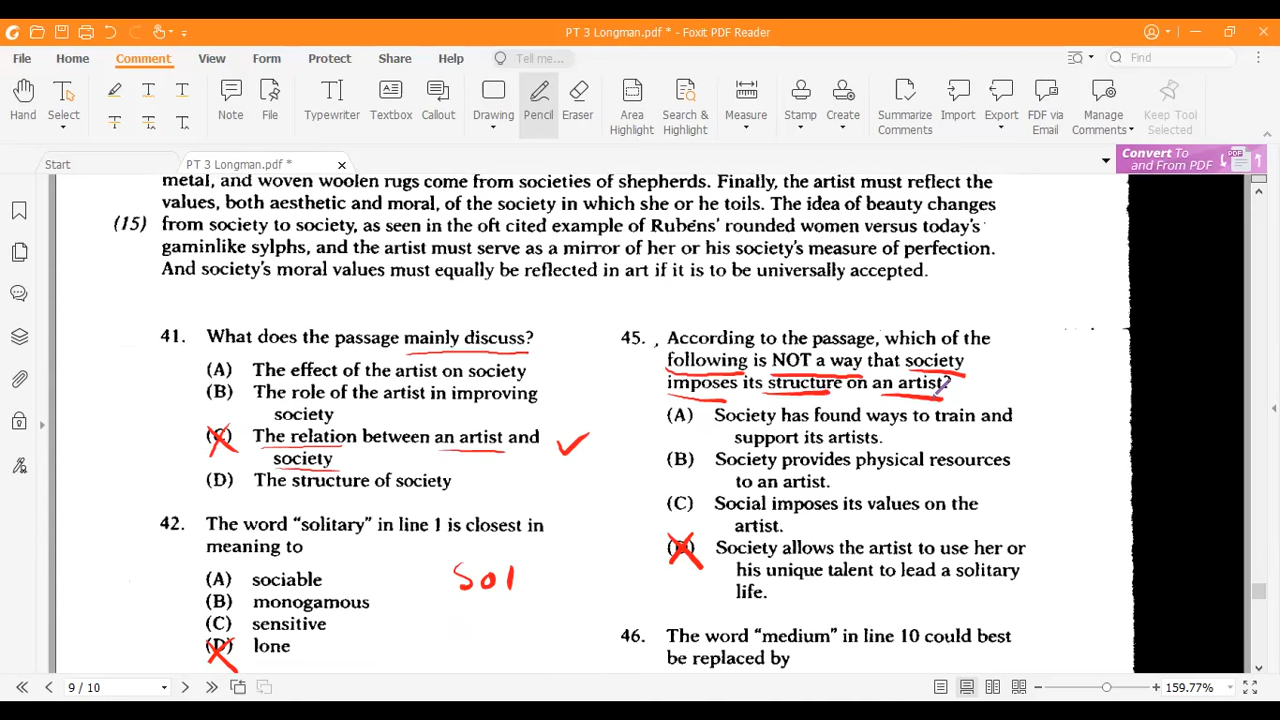 PT 3 Longman.pdf * - Foxit PDF Reader
File Home Comment View Form Protect Share Help Tell me... Find
Hand Select Note File Typewriter Textbox Callout Drawing Pencil Eraser Area Highlight Search & Highlight Measure Stamp Create Summarize Comments Import Export FDF via Email Manage Comments Keep Tool Selected
Start PT 3 Longman.pdf * Convert To and From PDF
metal, and woven woolen rugs come from societies of shepherds. Finally, the artist must reflect the
values, both aesthetic and moral, of the society in which she or he toils. The idea of beauty changes
(15) from society to society, as seen in the oft cited example of Rubens' rounded women versus today's
gaminlike sylphs, and the artist must serve as a mirror of her or his society's measure of perfection.
And society's moral values must equally be reflected in art if it is to be universally accepted.
41. What does the passage mainly discuss?
(A) The effect of the artist on society
(B) The role of the artist in improving
society
(C) The relation between an artist and
society
(D) The structure of society
42. The word "solitary" in line 1 is closest in
meaning to
(A) sociable
(B) monogamous
(C) sensitive
(D) lone
sol
45. According to the passage, which of the
following is NOT a way that society
imposes its structure on an artist?
(A) Society has found ways to train and
support its artists.
(B) Society provides physical resources
to an artist.
(C) Social imposes its values on the
artist.
(D) Society allows the artist to use her or
his unique talent to lead a solitary
life.
46. The word "medium" in line 10 could best
be replaced by
9 / 10 159.77%